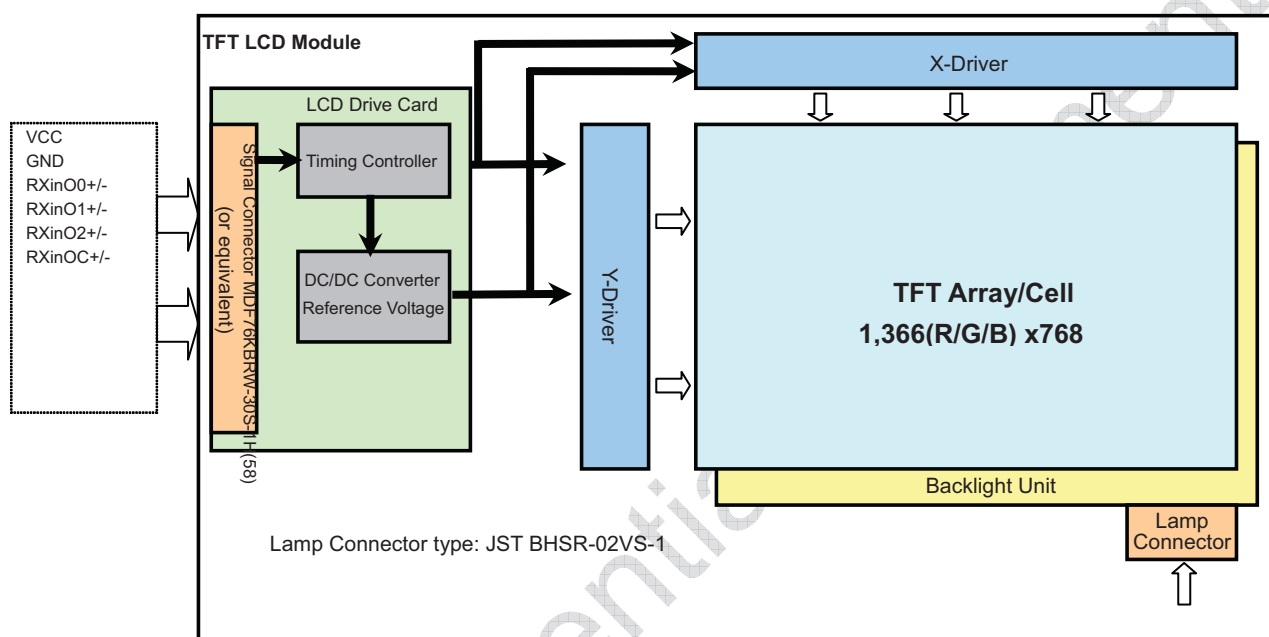 TFT LCD Module
X-Driver
LCD Drive Card
VCC
GND
RXinO0+/-
RXinO1+/-
RXinO2+/-
RXinOC+/-
Signal Connector MDF76KBRW-30S-1H(58)
(or equivalent)
Timing Controller
DC/DC Converter
Reference Voltage
Y-Driver
TFT Array/Cell
1,366(R/G/B) x768
Backlight Unit
Lamp
Connector
Lamp Connector type: JST BHSR-02VS-1